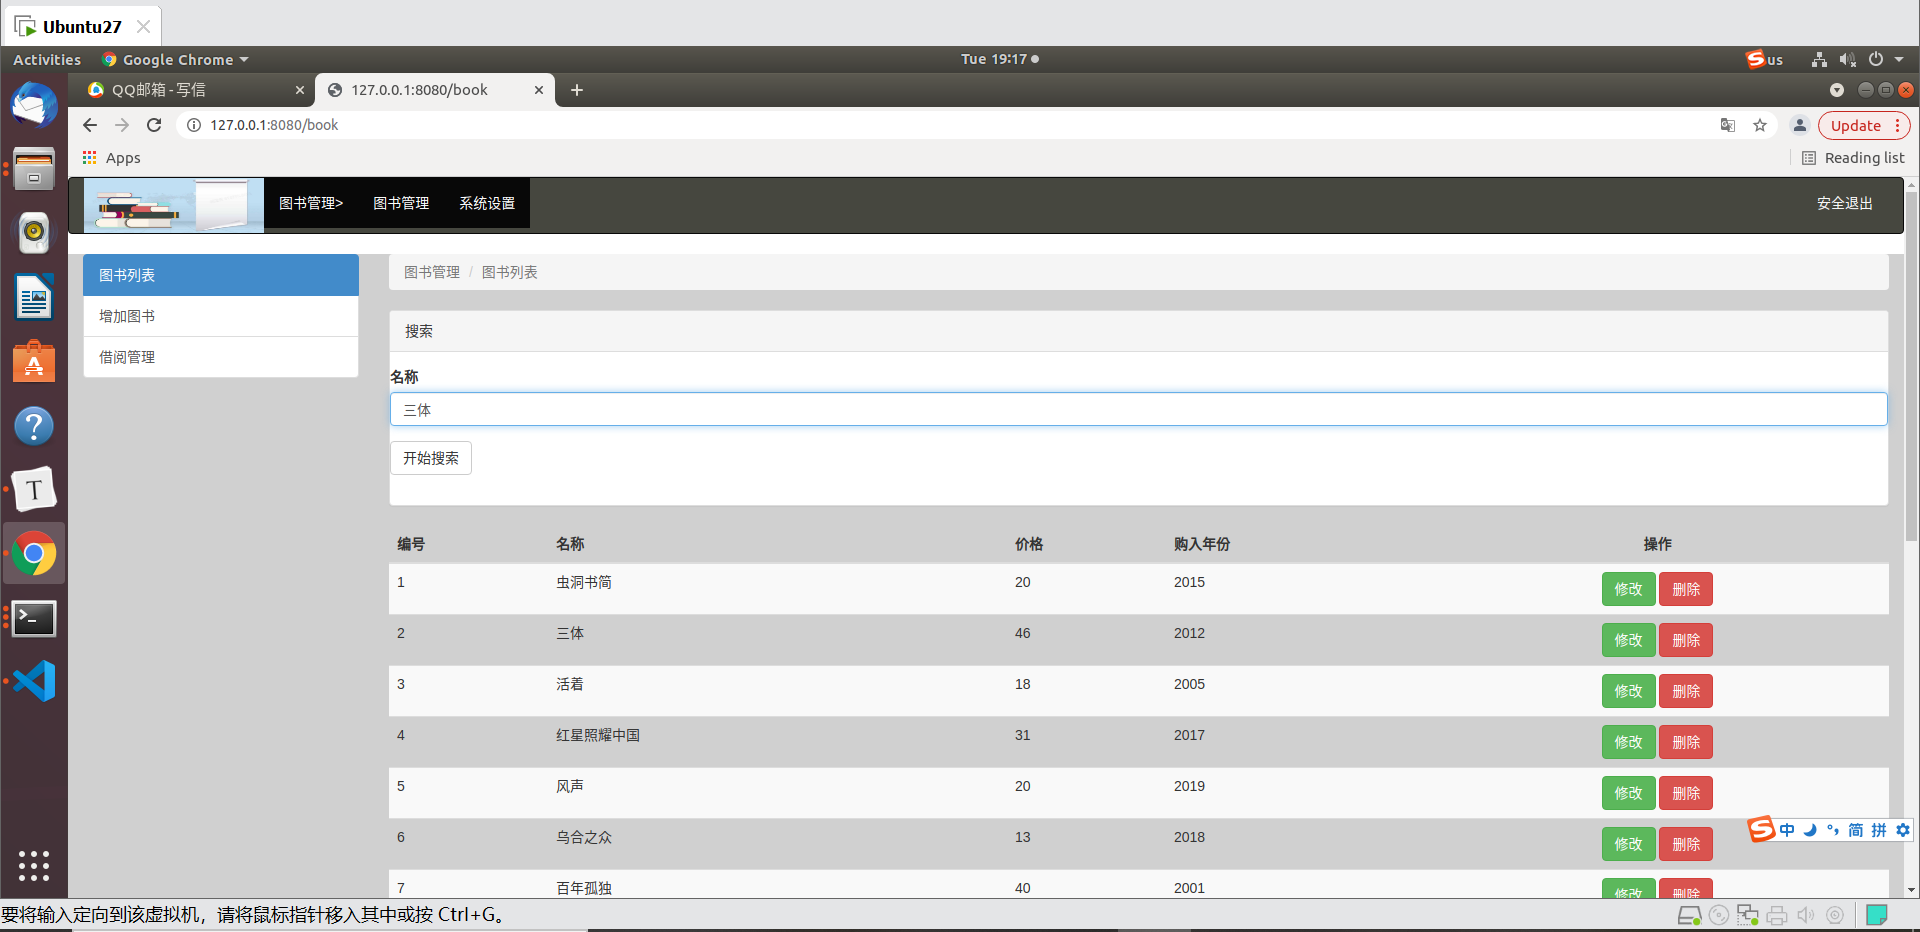 Ubuntu27
Activities Google Chrome Tue 19:17 us
QQ邮箱 - 写信 127.0.0.1:8080/book
127.0.0.1:8080/book Update
Apps Reading list
图书管理> 图书管理 系统设置 安全退出
图书列表
增加图书
借阅管理
图书管理 / 图书列表
搜索
名称
三体
开始搜索
编号 名称 价格 购入年份 操作
1 虫洞书简 20 2015 修改 删除
2 三体 46 2012 修改 删除
3 活着 18 2005 修改 删除
4 红星照耀中国 31 2017 修改 删除
5 风声 20 2019 修改 删除
6 乌合之众 13 2018 修改 删除
7 百年孤独 40 2001 修改 删除
中 简 拼
要将输入定向到该虚拟机，请将鼠标指针移入其中或按 Ctrl+G。